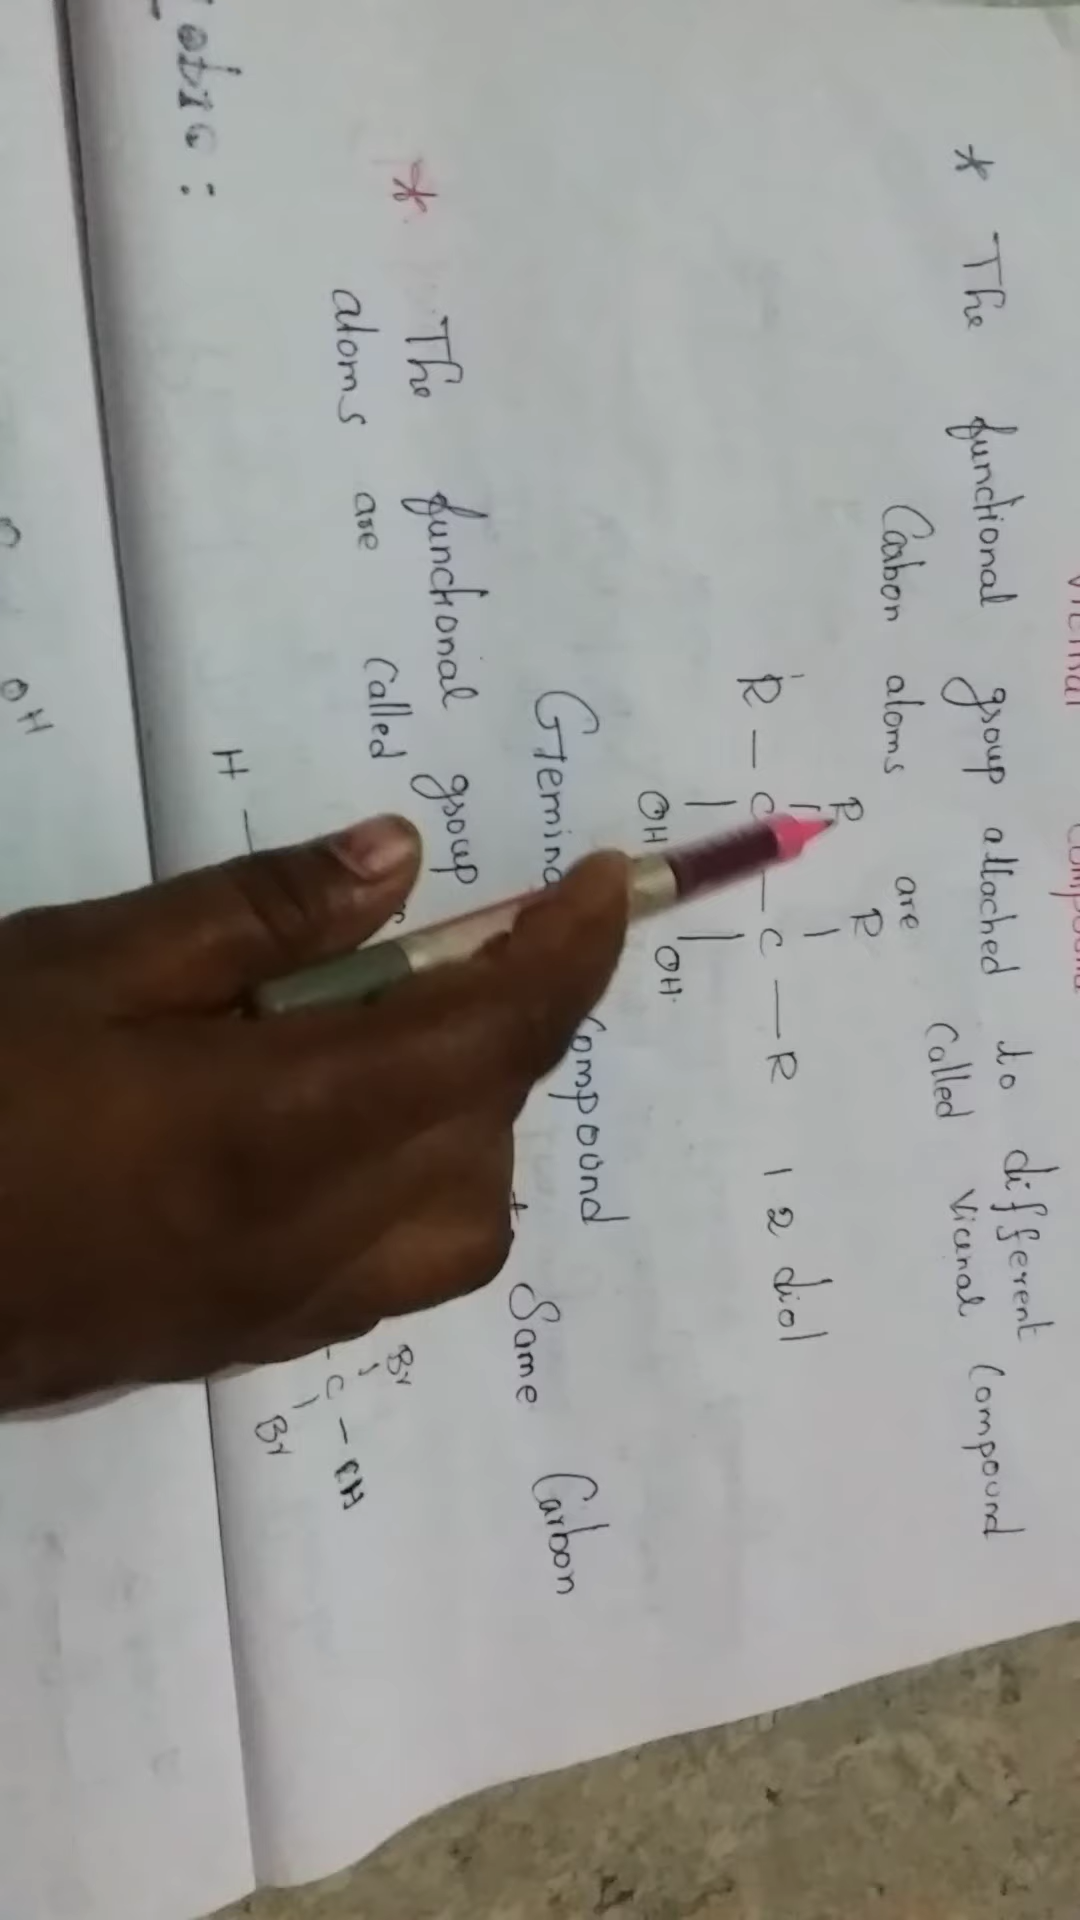 Compound
* The functional group attached to different
Carbon atoms are called Vicinal Compound
R R
R — C — C — R 1 2 diol
OH OH
Compound
* The functional group Same Carbon
atoms are called
Br
H — C — CH
Br
OH